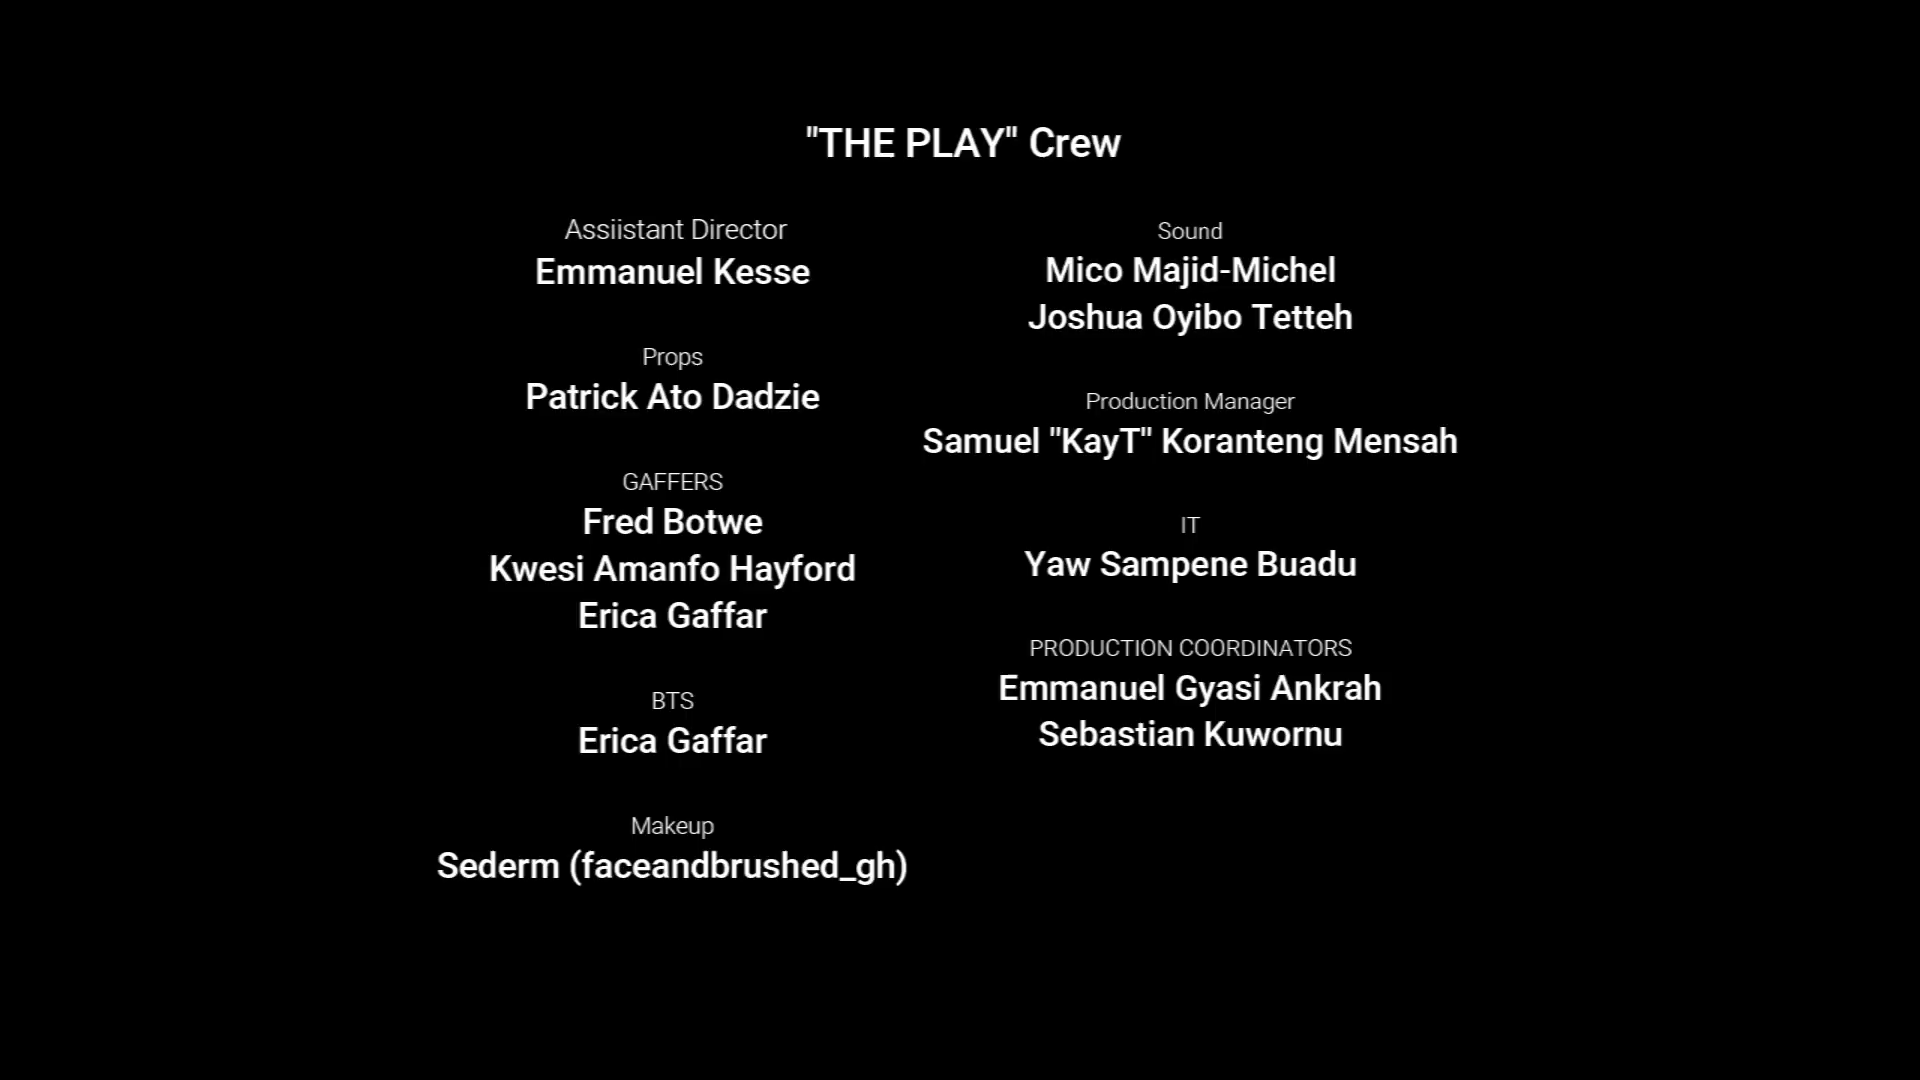 "THE PLAY" Crew
Assiistant Director
Emmanuel Kesse
Props
Patrick Ato Dadzie
GAFFERS
Fred Botwe
Kwesi Amanfo Hayford
Erica Gaffar
BTS
Erica Gaffar
Makeup
Sederm (faceandbrushed_gh)
Sound
Mico Majid-Michel
Joshua Oyibo Tetteh
Production Manager
Samuel "KayT" Koranteng Mensah
IT
Yaw Sampene Buadu
PRODUCTION COORDINATORS
Emmanuel Gyasi Ankrah
Sebastian Kuwornu